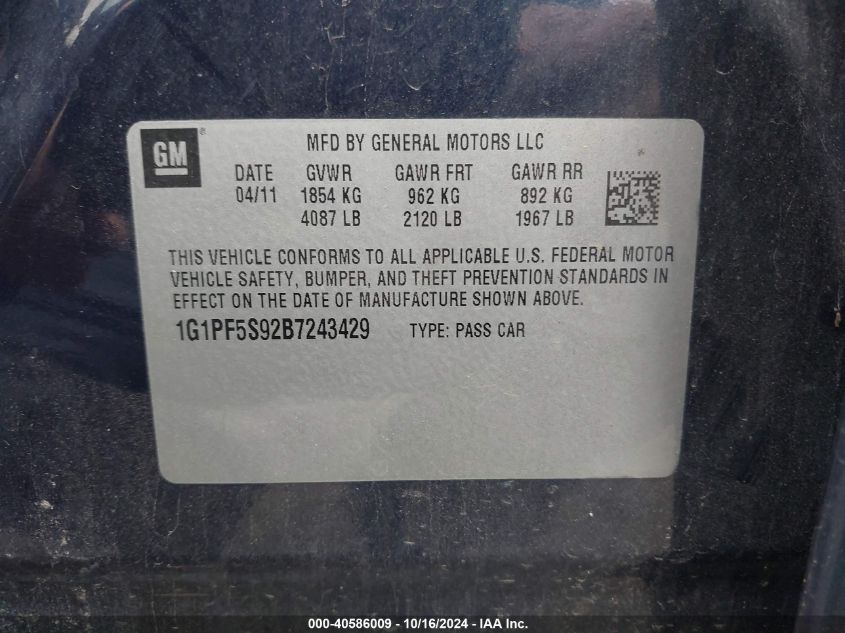 GM ®
MFD BY GENERAL MOTORS LLC
DATE GVWR GAWR FRT GAWR RR
04/11 1854 KG 962 KG 892 KG
4087 LB 2120 LB 1967 LB
THIS VEHICLE CONFORMS TO ALL APPLICABLE U.S. FEDERAL MOTOR
VEHICLE SAFETY, BUMPER, AND THEFT PREVENTION STANDARDS IN
EFFECT ON THE DATE OF MANUFACTURE SHOWN ABOVE.
1G1PF5S92B7243429 TYPE: PASS CAR
000-40586009 - 10/16/2024 - IAA Inc.